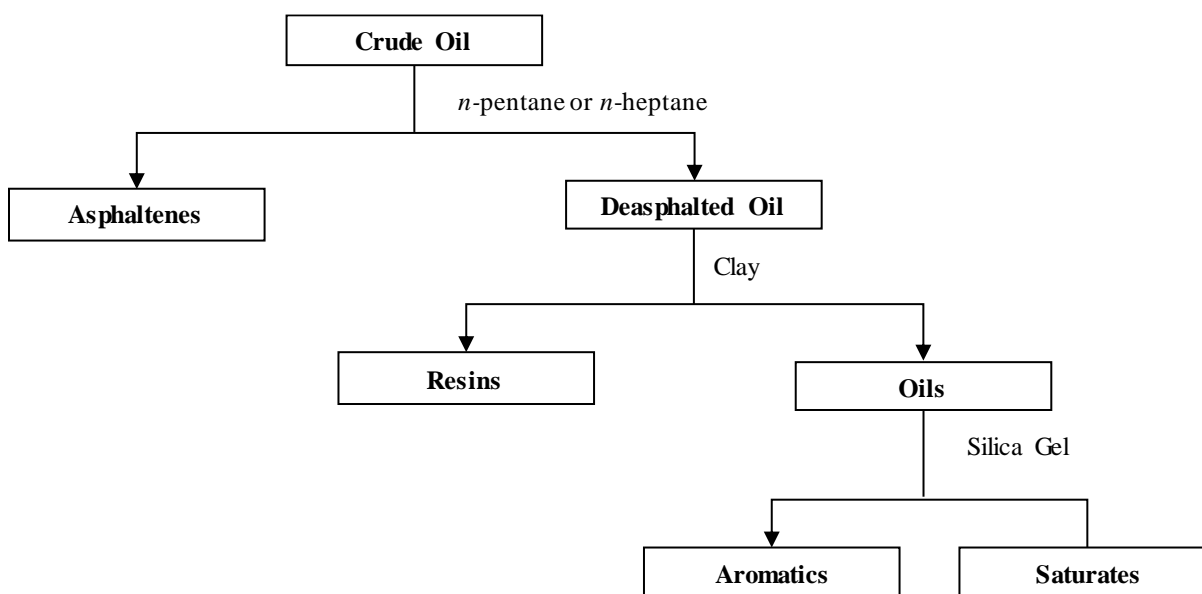 Crude Oil
n-pentane or n-heptane
Asphaltenes
Deasphalted Oil
Clay
Resins
Oils
Silica Gel
Aromatics
Saturates